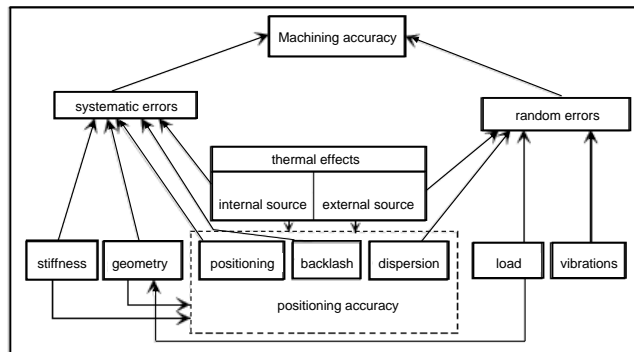 Machining accuracy
systematic errors
random errors
thermal effects
internal source
external source
stiffness
geometry
positioning
backlash
dispersion
load
vibrations
positioning accuracy